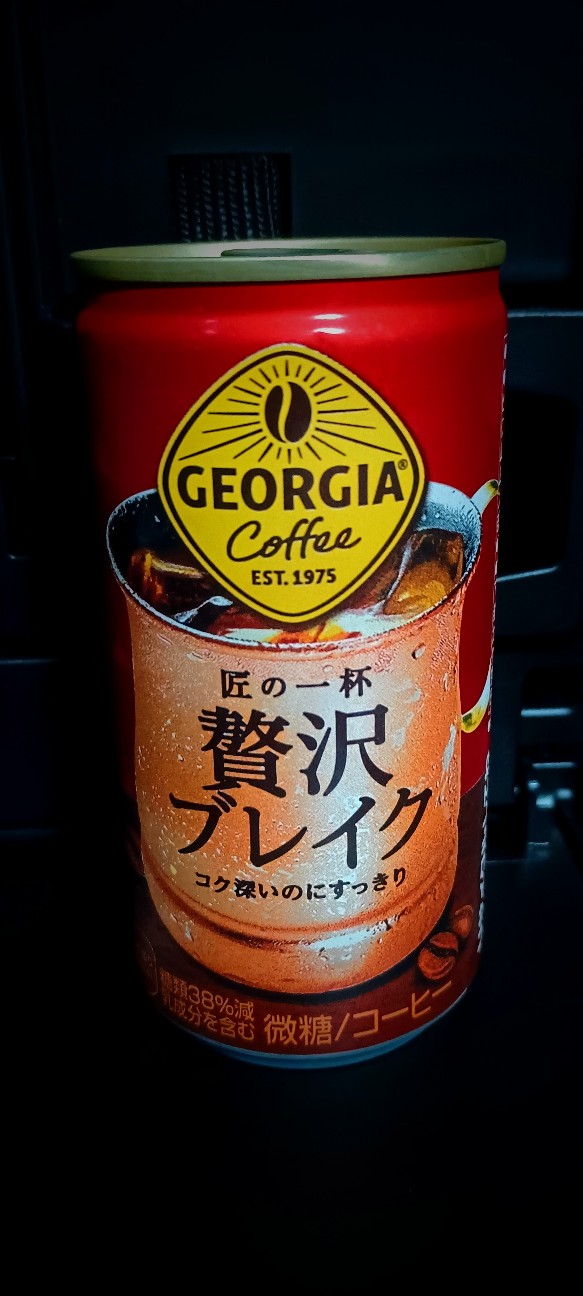 GEORGIA®
Coffee
EST. 1975
匠の一杯
贅沢
ブレイク
コク深いのにすっきり
糖類38%減
乳成分を含む
微糖/コーヒー